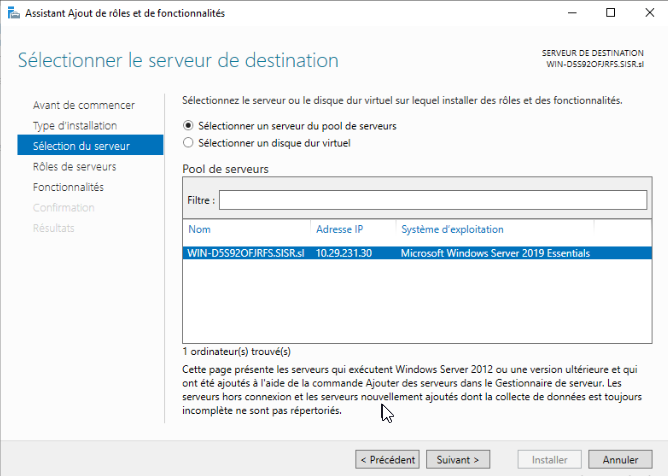 Assistant Ajout de rôles et de fonctionnalités
Sélectionner le serveur de destination
SERVEUR DE DESTINATION
WIN-D5S92OFJRFS.SISR.sl
Avant de commencer
Type d'installation
Sélection du serveur
Rôles de serveurs
Fonctionnalités
Confirmation
Résultats
Sélectionnez le serveur ou le disque dur virtuel sur lequel installer des rôles et des fonctionnalités.
Sélectionner un serveur du pool de serveurs
Sélectionner un disque dur virtuel
Pool de serveurs
Filtre :
Nom Adresse IP Système d'exploitation
WIN-D5S92OFJRFS.SISR.sl 10.29.231.30 Microsoft Windows Server 2019 Essentials
1 ordinateur(s) trouvé(s)
Cette page présente les serveurs qui exécutent Windows Server 2012 ou une version ultérieure et qui
ont été ajoutés à l'aide de la commande Ajouter des serveurs dans le Gestionnaire de serveur. Les
serveurs hors connexion et les serveurs nouvellement ajoutés dont la collecte de données est toujours
incomplète ne sont pas répertoriés.
< Précédent Suivant > Installer Annuler